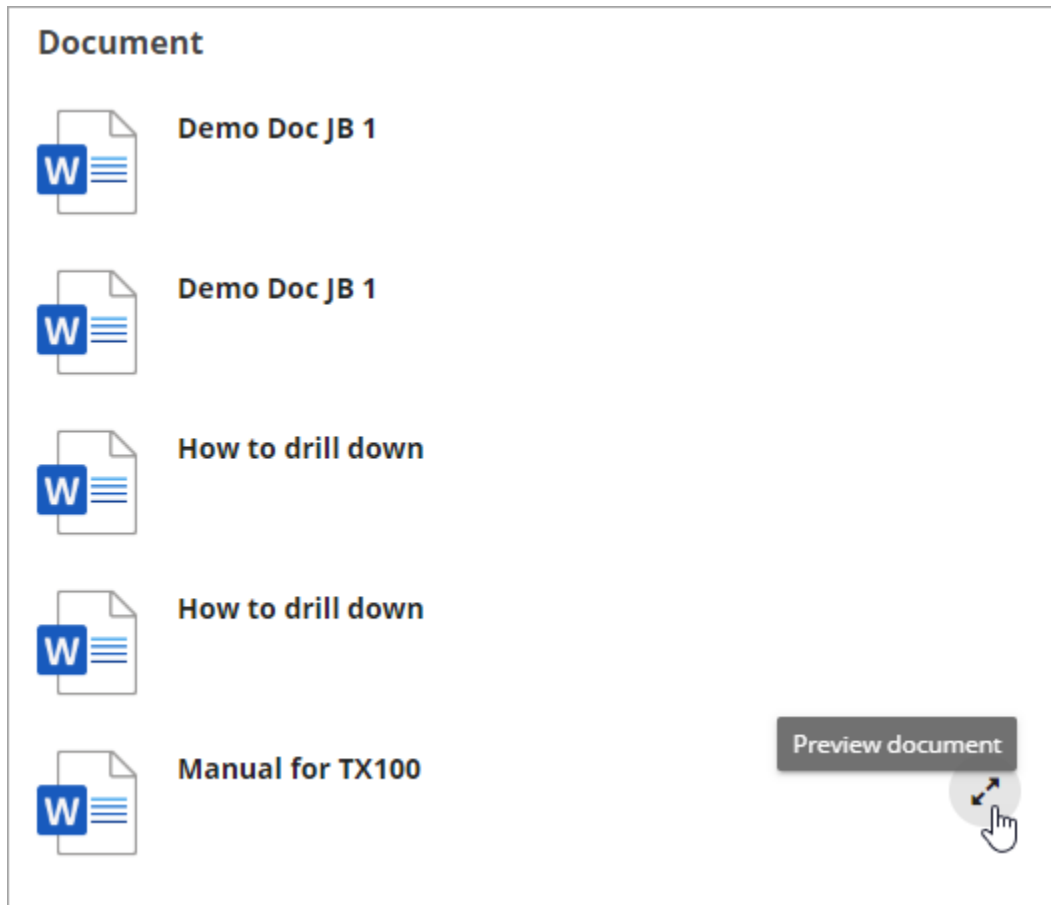 Document
W
Demo Doc JB 1
W
Demo Doc JB 1
W
How to drill down
W
How to drill down
W
Manual for TX100
Preview document